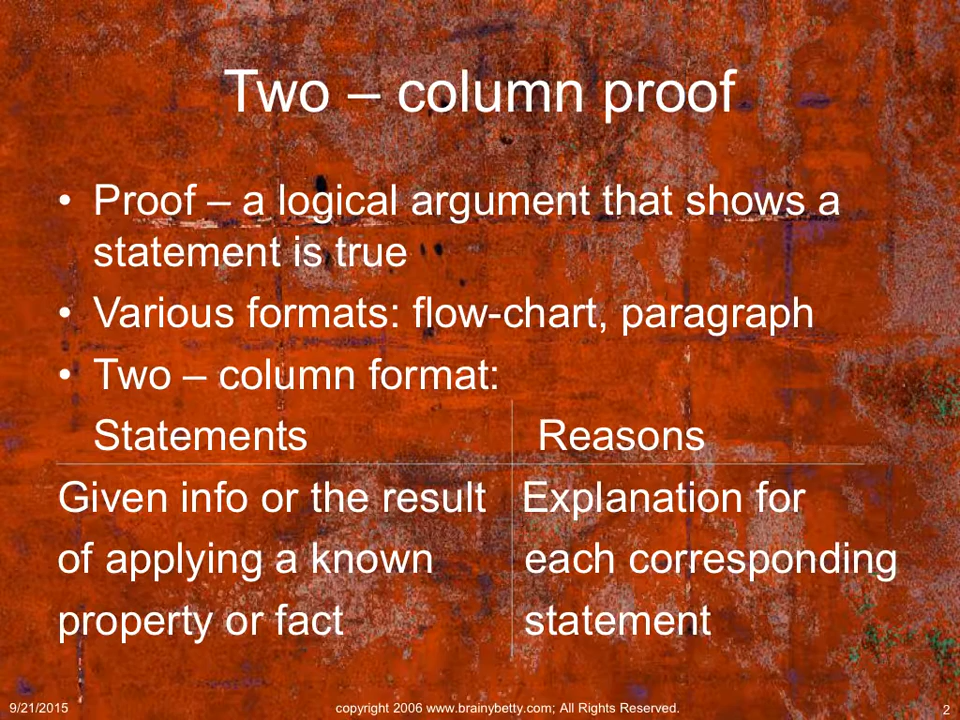 Two – column proof
• Proof – a logical argument that shows a
statement is true
• Various formats: flow-chart, paragraph
• Two – column format:
Statements Reasons
Given info or the result Explanation for
of applying a known each corresponding
property or fact statement
9/21/2015 copyright 2006 www.brainybetty.com; All Rights Reserved. 2